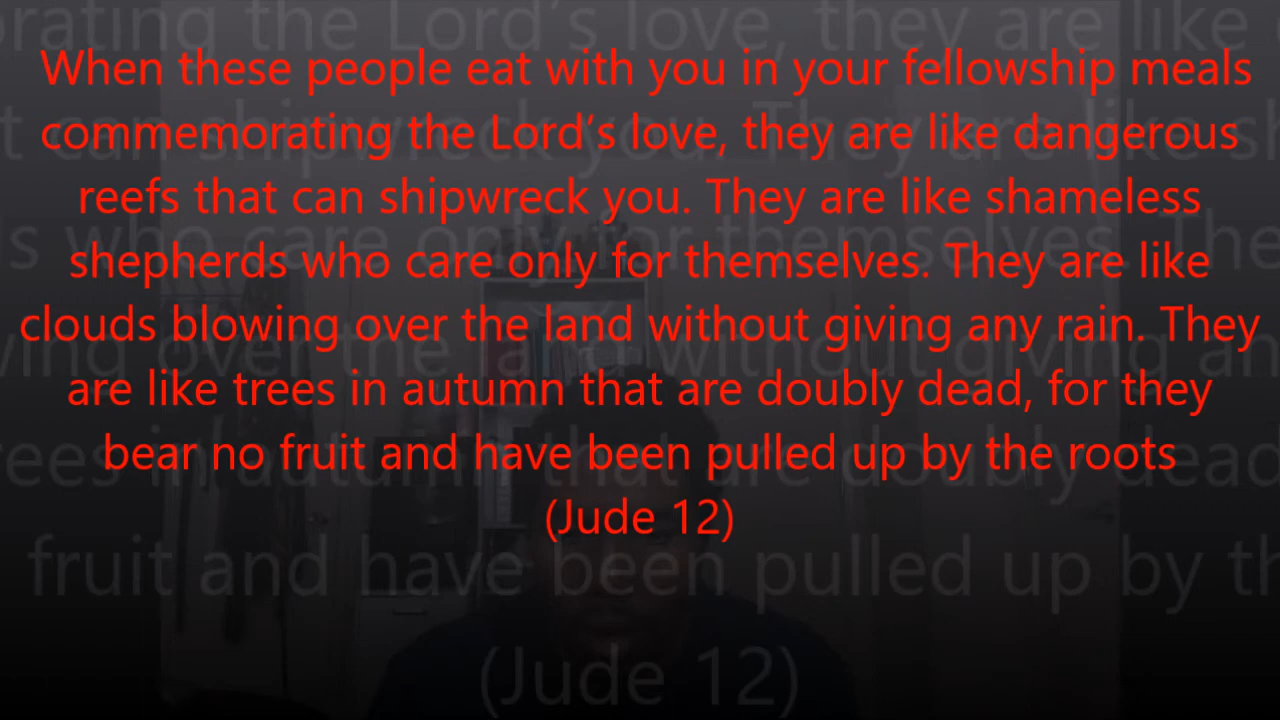 When these people eat with you in your fellowship meals
commemorating the Lord's love, they are like dangerous
reefs that can shipwreck you. They are like shameless
shepherds who care only for themselves. They are like
clouds blowing over the land without giving any rain. They
are like trees in autumn that are doubly dead, for they
bear no fruit and have been pulled up by the roots
(Jude 12)